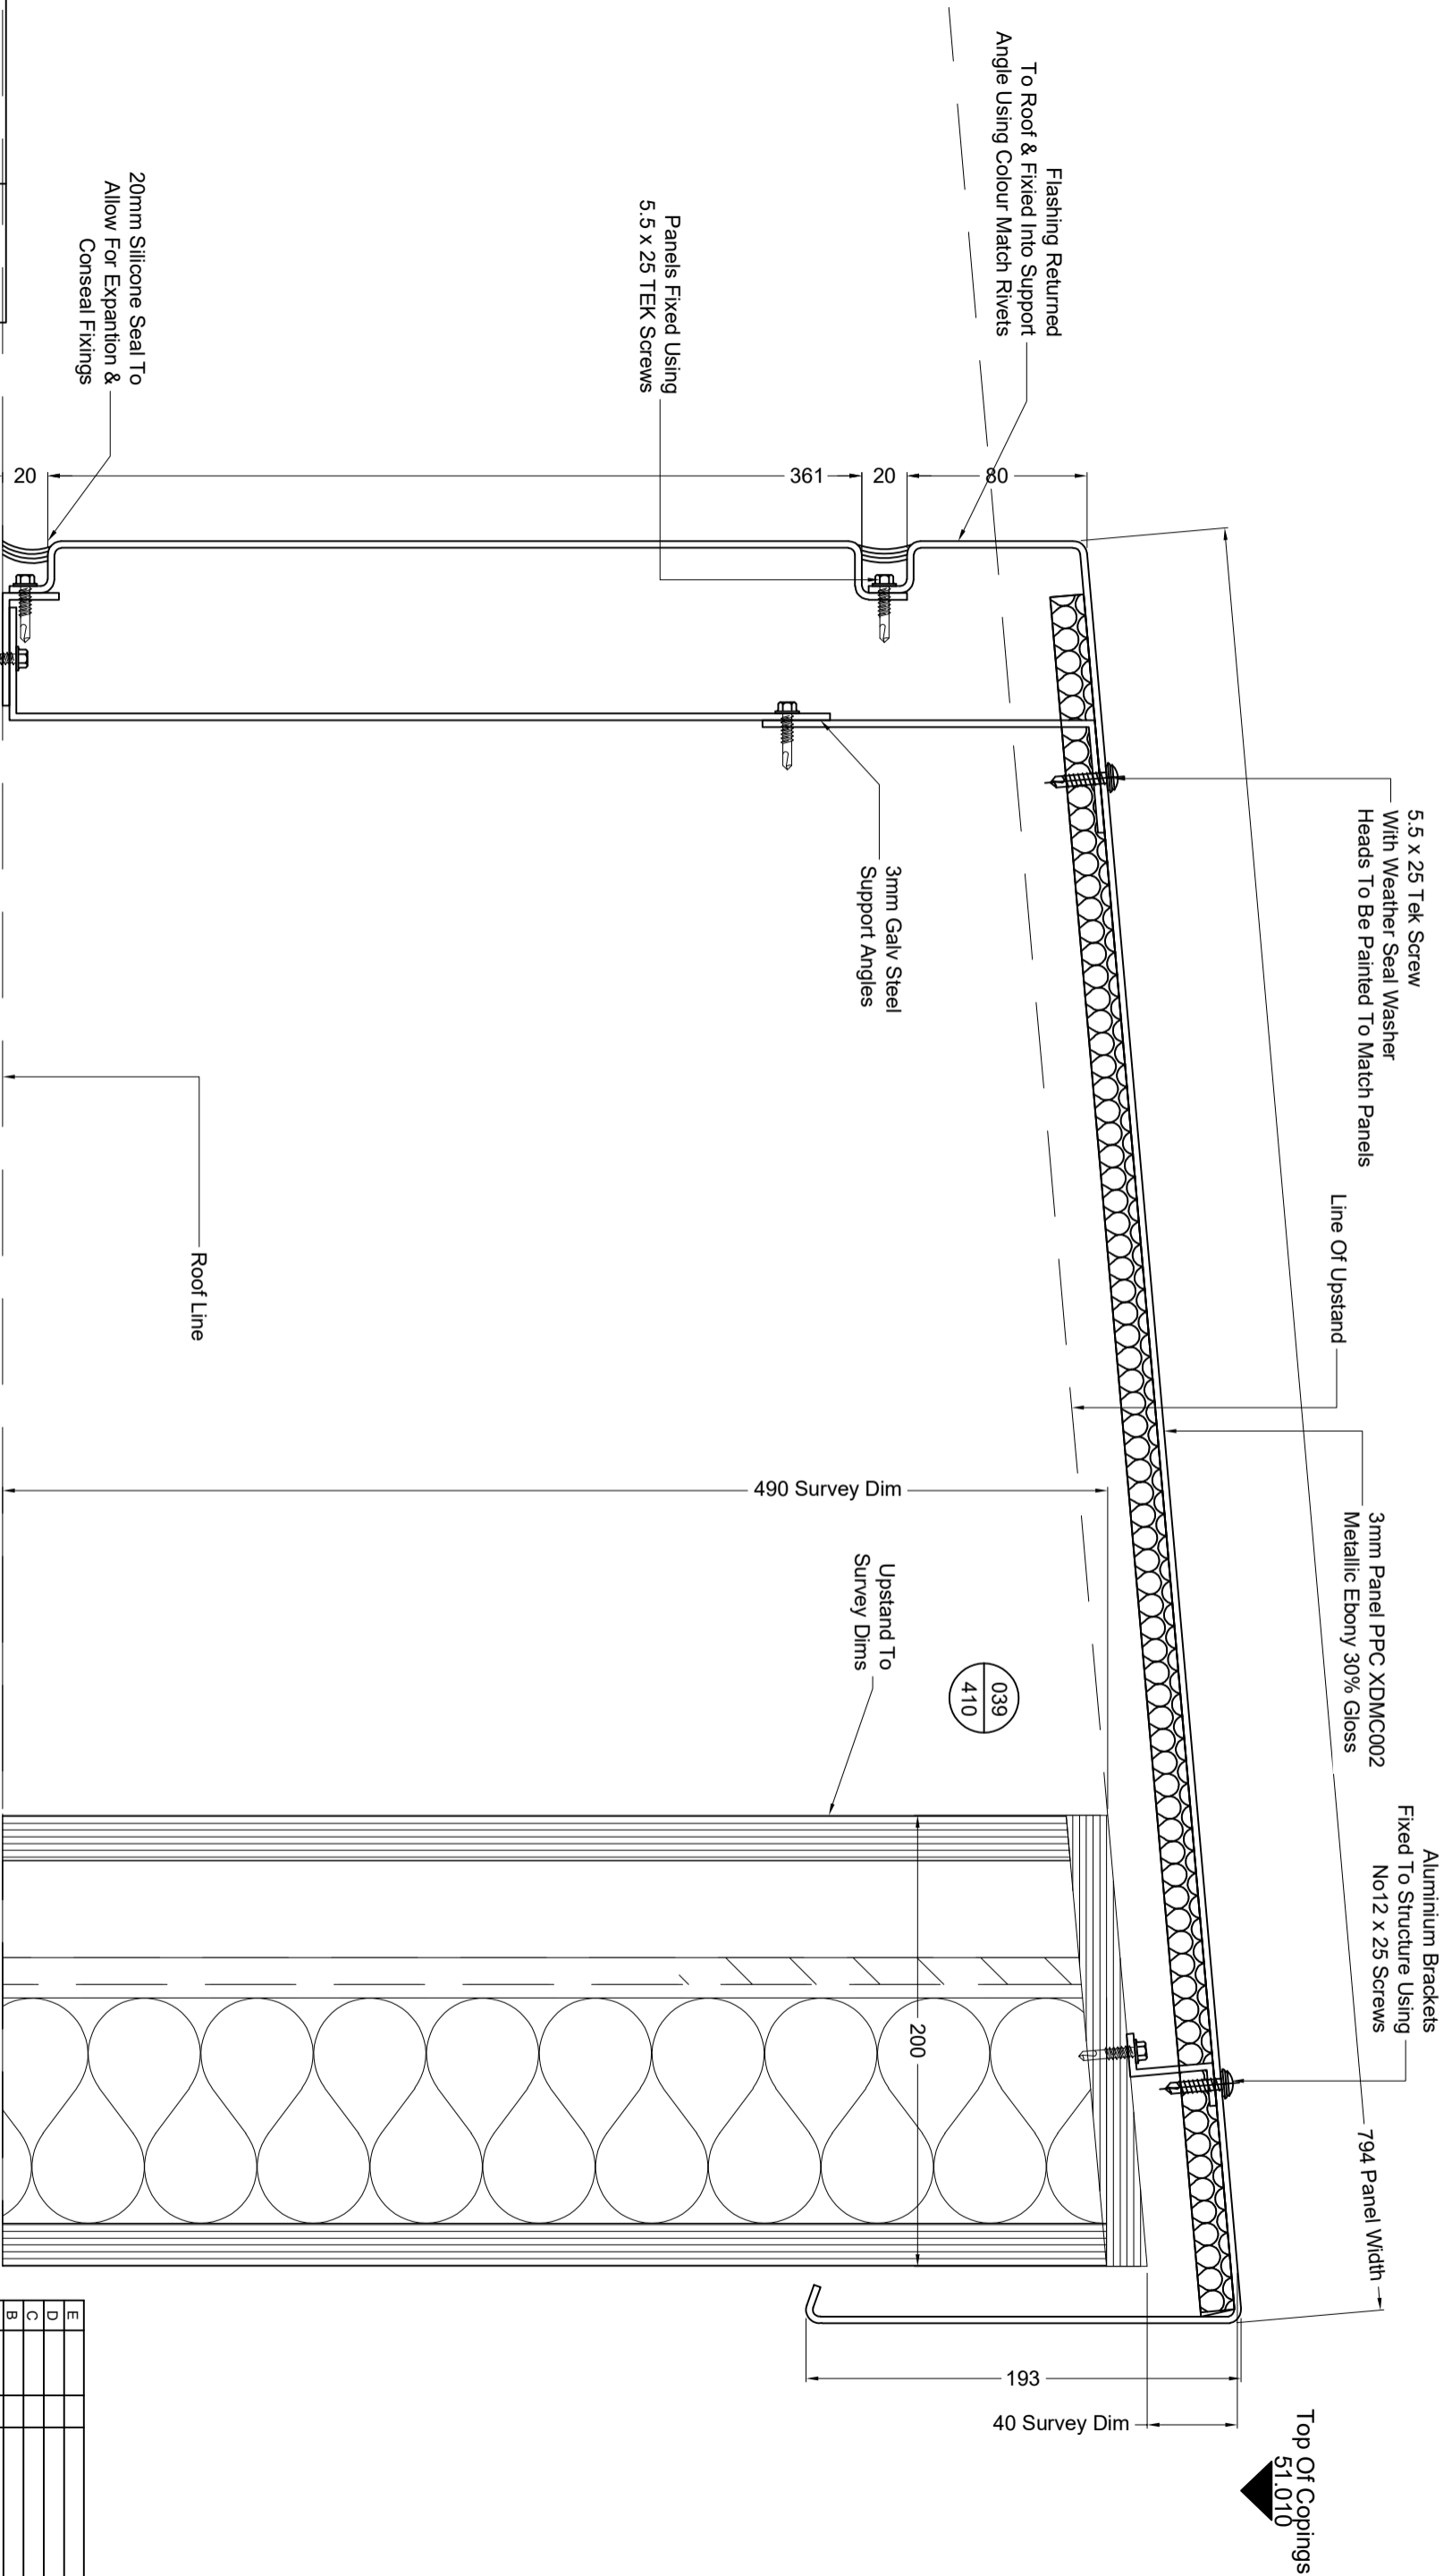 Flashing Returned
To Roof & Fixied Into Support
Angle Using Colour Match Rivets
Panels Fixed Using
5.5 x 25 TEK Screws
20mm Silicone Seal To
Allow For Expantion &
Conseal Fixings
80
20
361
20
5.5 x 25 Tek Screw
With Weather Seal Washer
Heads To Be Painted To Match Panels
3mm Galv Steel
Support Angles
Line Of Upstand
Roof Line
3mm Panel PPC XDMC002
Metallic Ebony 30% Gloss
490 Survey Dim
Upstand To
Survey Dims
039
410
Aluminium Brackets
Fixed To Structure Using
No12 x 25 Screws
200
794 Panel Width
193
40 Survey Dim
Top Of Copings
51.010
E
D
C
B